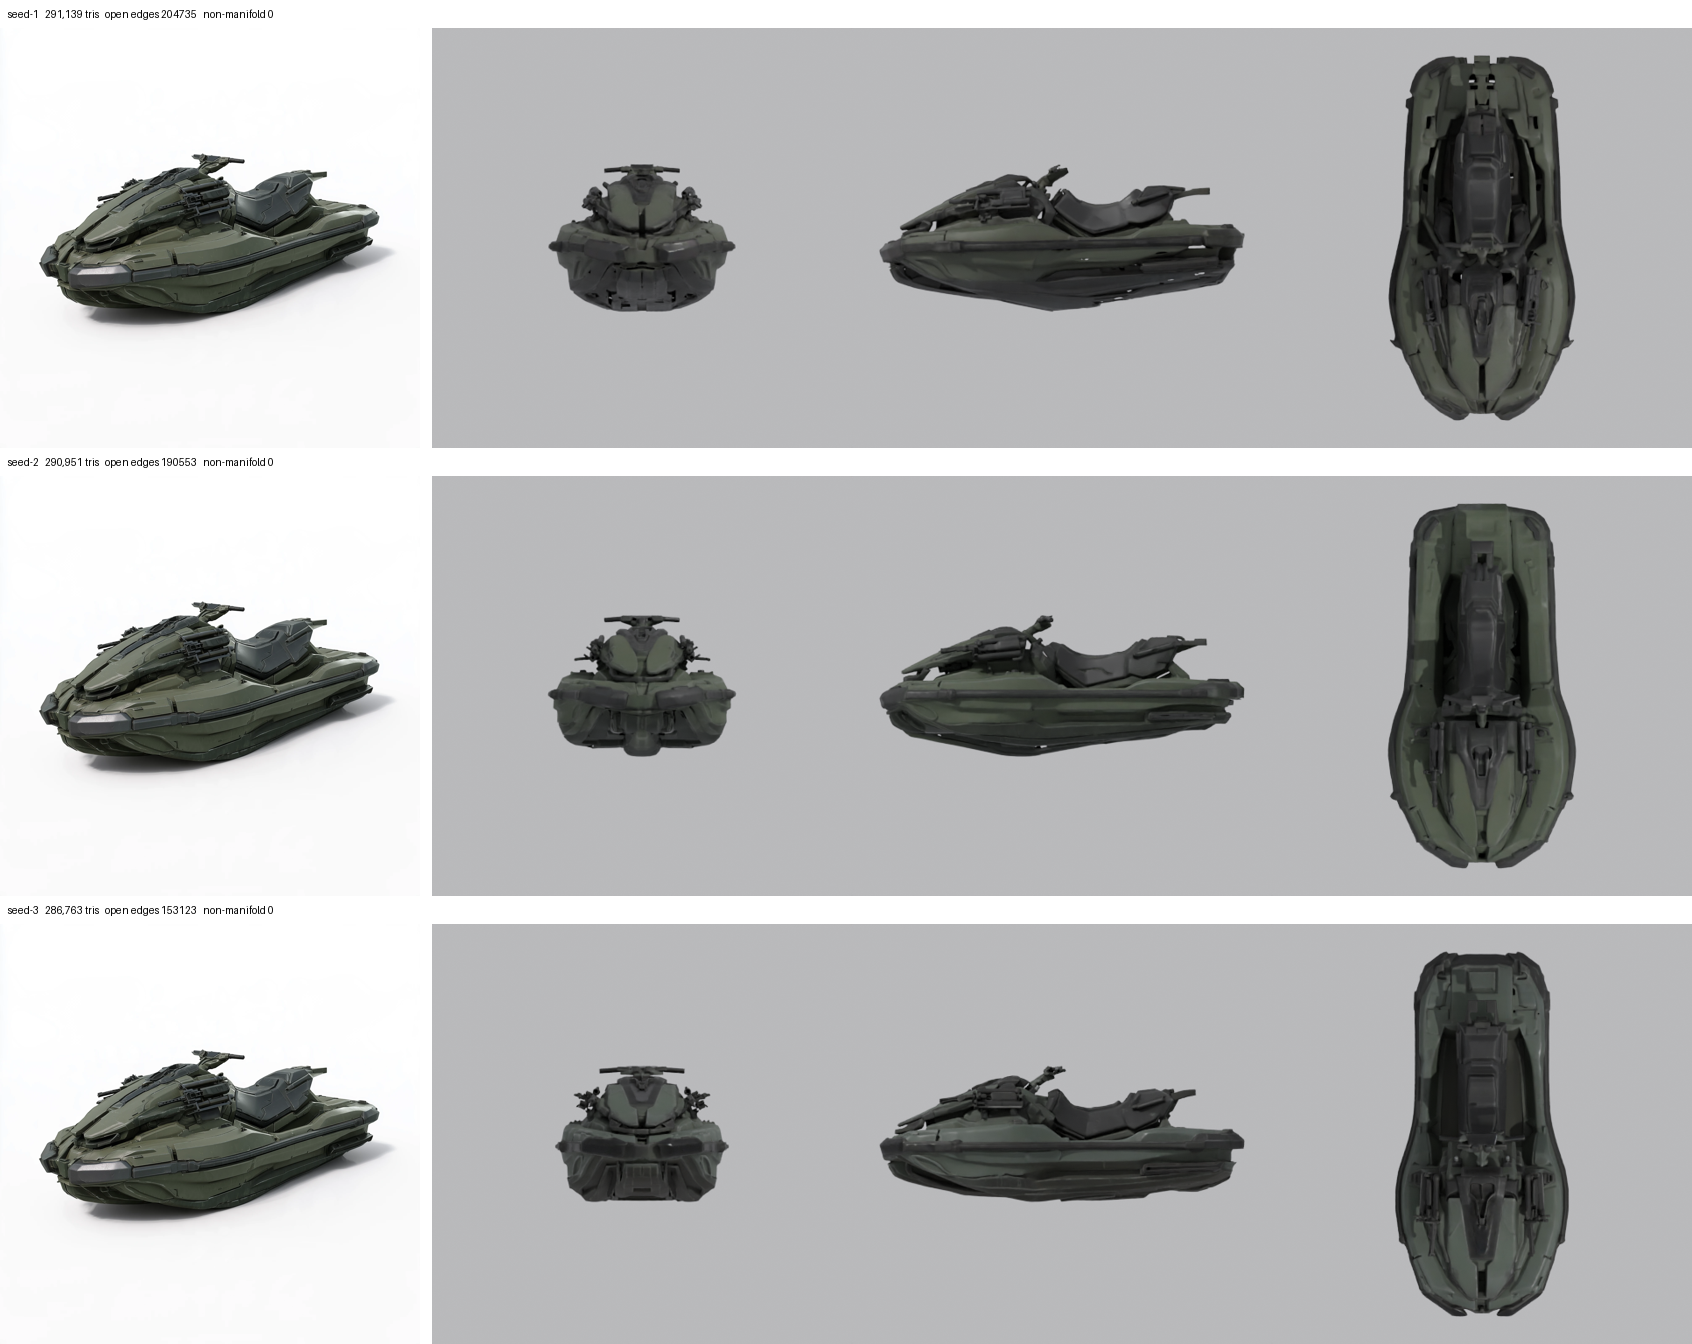 seed-1 291,139 tris open edges 204735 non-manifold 0
seed-2 290,951 tris open edges 190553 non-manifold 0
seed-3 286,763 tris open edges 153123 non-manifold 0